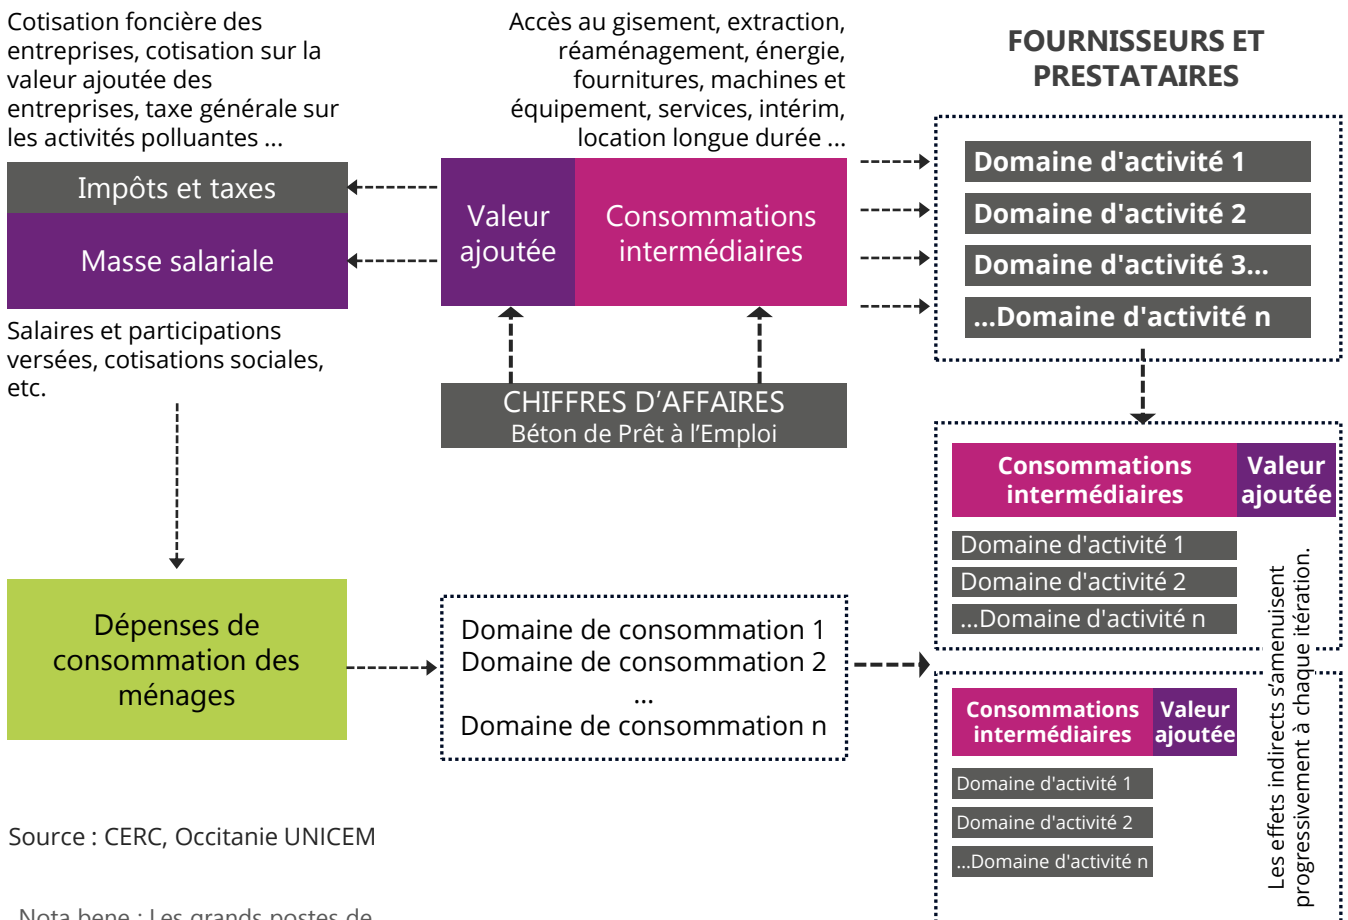 Cotisation foncière des
entreprises, cotisation sur la
valeur ajoutée des
entreprises, taxe générale sur
les activités polluantes ...
Impôts et taxes
Masse salariale
Salaires et participations
versées, cotisations sociales,
etc.
Accès au gisement, extraction,
réaménagement, énergie,
fournitures, machines et
équipement, services, intérim,
location longue durée ...
Valeur
ajoutée
Consommations
intermédiaires
CHIFFRES D’AFFAIRES
Béton de Prêt à l’Emploi
FOURNISSEURS ET
PRESTATAIRES
Domaine d'activité 1
Domaine d'activité 2
Domaine d'activité 3...
...Domaine d'activité n
Consommations
intermédiaires
Valeur
ajoutée
Domaine d'activité 1
Domaine d'activité 2
...Domaine d'activité n
Dépenses de
consommation des
ménages
Domaine de consommation 1
Domaine de consommation 2
...
Domaine de consommation n
Consommations
intermédiaires
Valeur
ajoutée
Domaine d'activité 1
Domaine d'activité 2
...Domaine d'activité n
Les effets indirects s’amenuisent
progressivement à chaque itération.
Source : CERC, Occitanie UNICEM
Nota bene : Les grands postes de